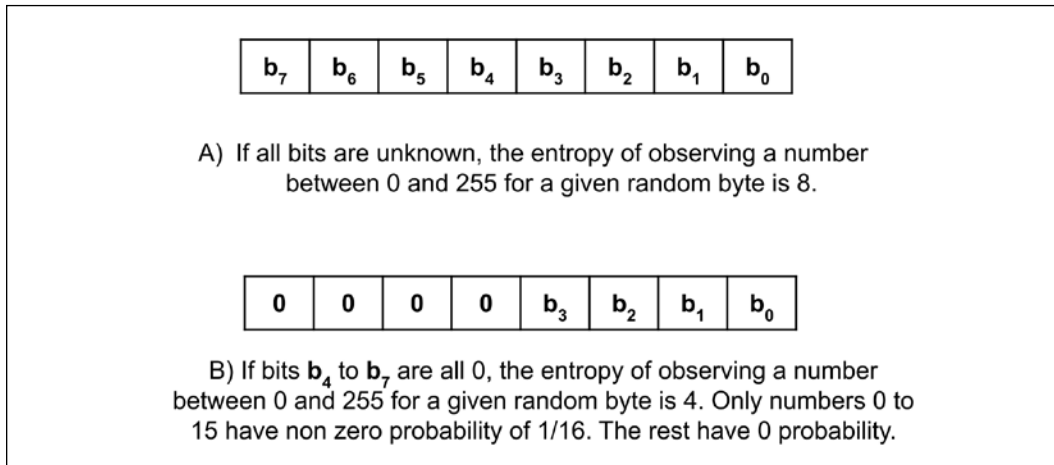 b₇ b₆ b₅ b₄ b₃ b₂ b₁ b₀
A) If all bits are unknown, the entropy of observing a number
between 0 and 255 for a given random byte is 8.
0 0 0 0 b₃ b₂ b₁ b₀
B) If bits b₄ to b₇ are all 0, the entropy of observing a number
between 0 and 255 for a given random byte is 4. Only numbers 0 to
15 have non zero probability of 1/16. The rest have 0 probability.